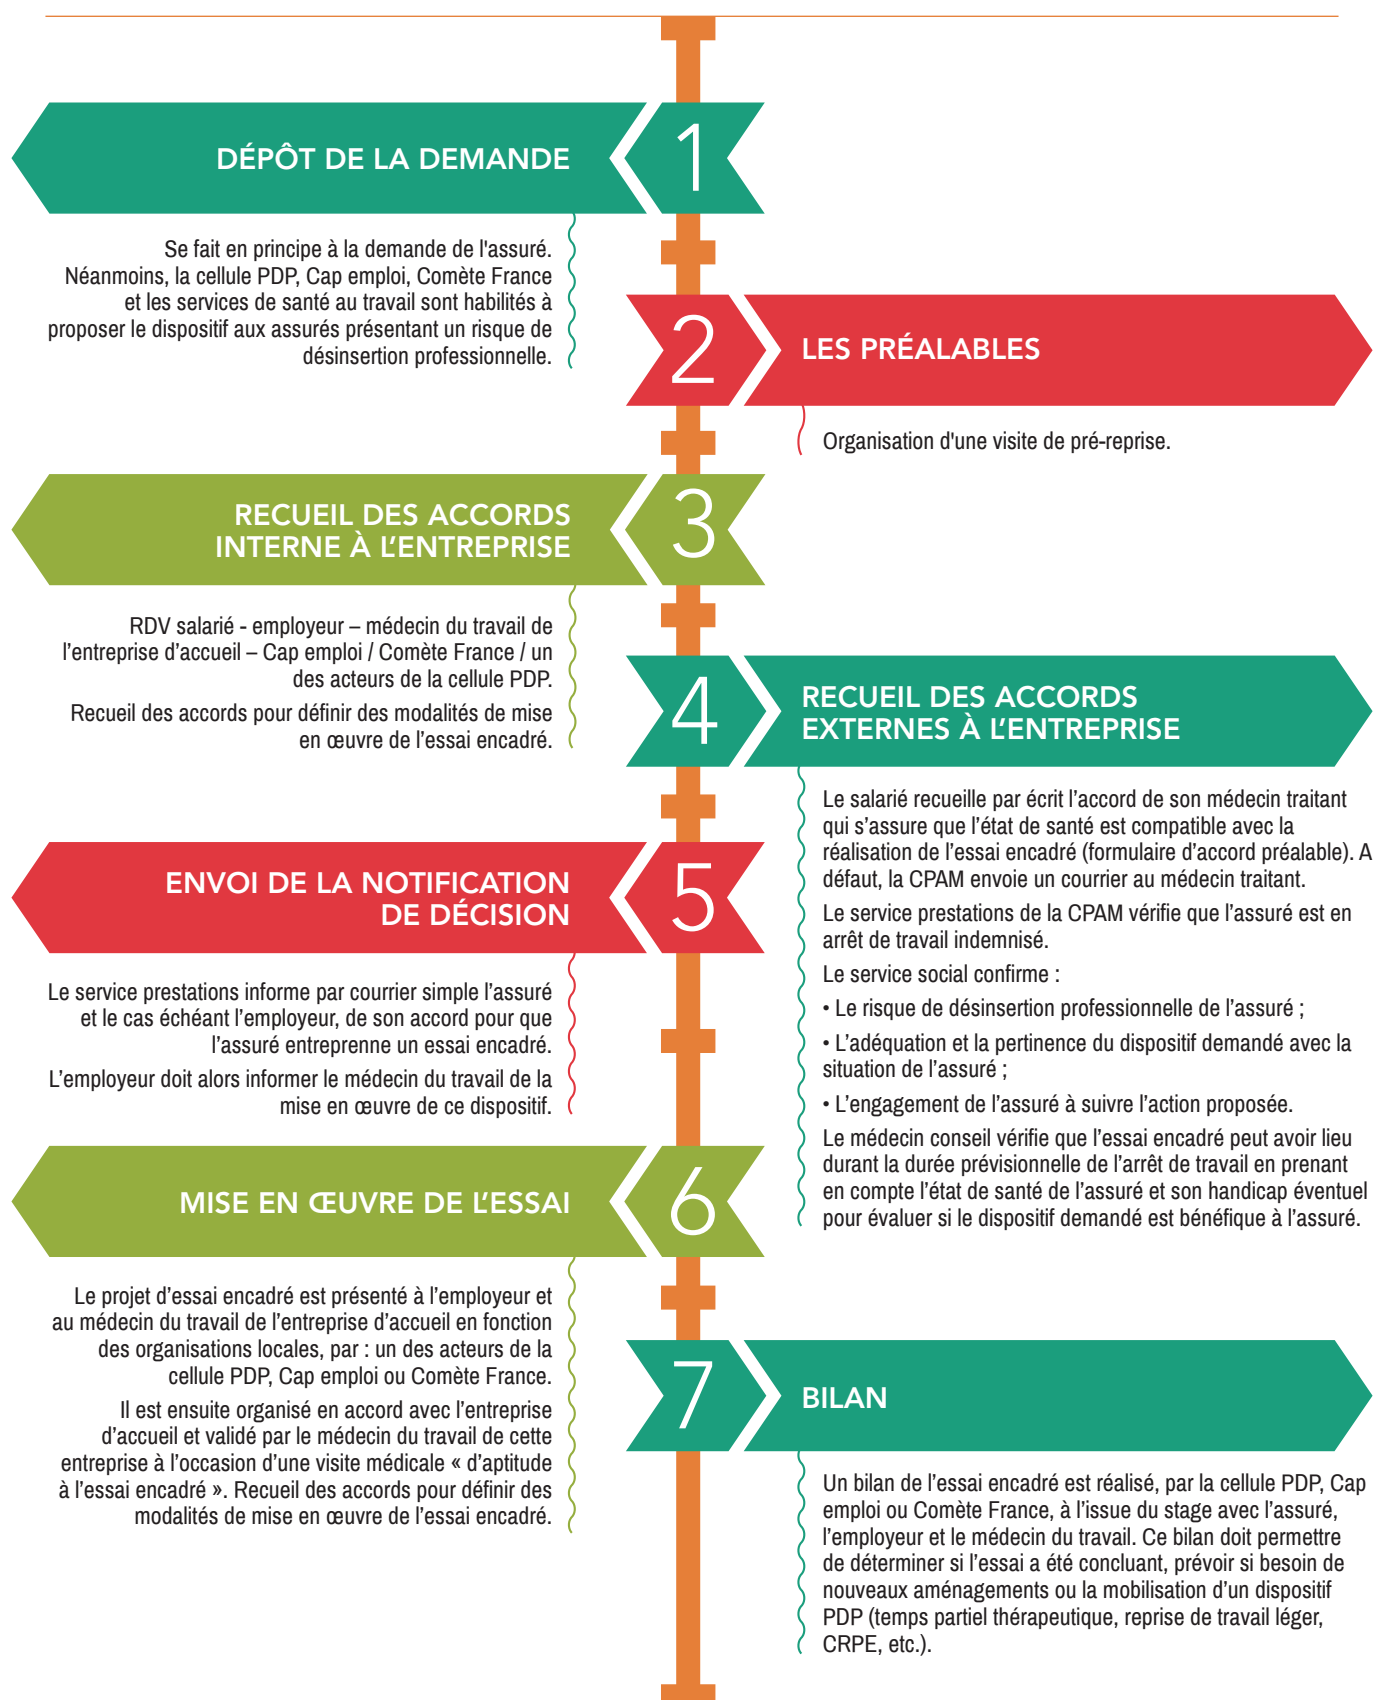 1
DÉPÔT DE LA DEMANDE
Se fait en principe à la demande de l'assuré.
Néanmoins, la cellule PDP, Cap emploi, Comète France
et les services de santé au travail sont habilités à
proposer le dispositif aux assurés présentant un risque de
désinsertion professionnelle.
2
LES PRÉALABLES
Organisation d'une visite de pré-reprise.
3
RECUEIL DES ACCORDS
INTERNE À L’ENTREPRISE
RDV salarié - employeur – médecin du travail de
l’entreprise d’accueil – Cap emploi / Comète France / un
des acteurs de la cellule PDP.
Recueil des accords pour définir des modalités de mise
en œuvre de l’essai encadré.
4
RECUEIL DES ACCORDS
EXTERNES À L’ENTREPRISE
Le salarié recueille par écrit l’accord de son médecin traitant
qui s’assure que l’état de santé est compatible avec la
réalisation de l’essai encadré (formulaire d’accord préalable). A
défaut, la CPAM envoie un courrier au médecin traitant.
Le service prestations de la CPAM vérifie que l’assuré est en
arrêt de travail indemnisé.
Le service social confirme :
• Le risque de désinsertion professionnelle de l’assuré ;
• L’adéquation et la pertinence du dispositif demandé avec la
situation de l’assuré ;
• L’engagement de l’assuré à suivre l’action proposée.
Le médecin conseil vérifie que l’essai encadré peut avoir lieu
durant la durée prévisionnelle de l’arrêt de travail en prenant
en compte l’état de santé de l’assuré et son handicap éventuel
pour évaluer si le dispositif demandé est bénéfique à l’assuré.
5
ENVOI DE LA NOTIFICATION
DE DÉCISION
Le service prestations informe par courrier simple l’assuré
et le cas échéant l’employeur, de son accord pour que
l’assuré entreprenne un essai encadré.
L’employeur doit alors informer le médecin du travail de la
mise en œuvre de ce dispositif.
6
MISE EN ŒUVRE DE L’ESSAI
Le projet d’essai encadré est présenté à l’employeur et
au médecin du travail de l’entreprise d’accueil en fonction
des organisations locales, par : un des acteurs de la
cellule PDP, Cap emploi ou Comète France.
Il est ensuite organisé en accord avec l’entreprise
d’accueil et validé par le médecin du travail de cette
entreprise à l’occasion d’une visite médicale « d’aptitude
à l’essai encadré ». Recueil des accords pour définir des
modalités de mise en œuvre de l’essai encadré.
7
BILAN
Un bilan de l’essai encadré est réalisé, par la cellule PDP, Cap
emploi ou Comète France, à l’issue du stage avec l’assuré,
l’employeur et le médecin du travail. Ce bilan doit permettre
de déterminer si l’essai a été concluant, prévoir si besoin de
nouveaux aménagements ou la mobilisation d’un dispositif
PDP (temps partiel thérapeutique, reprise de travail léger,
CRPE, etc.).